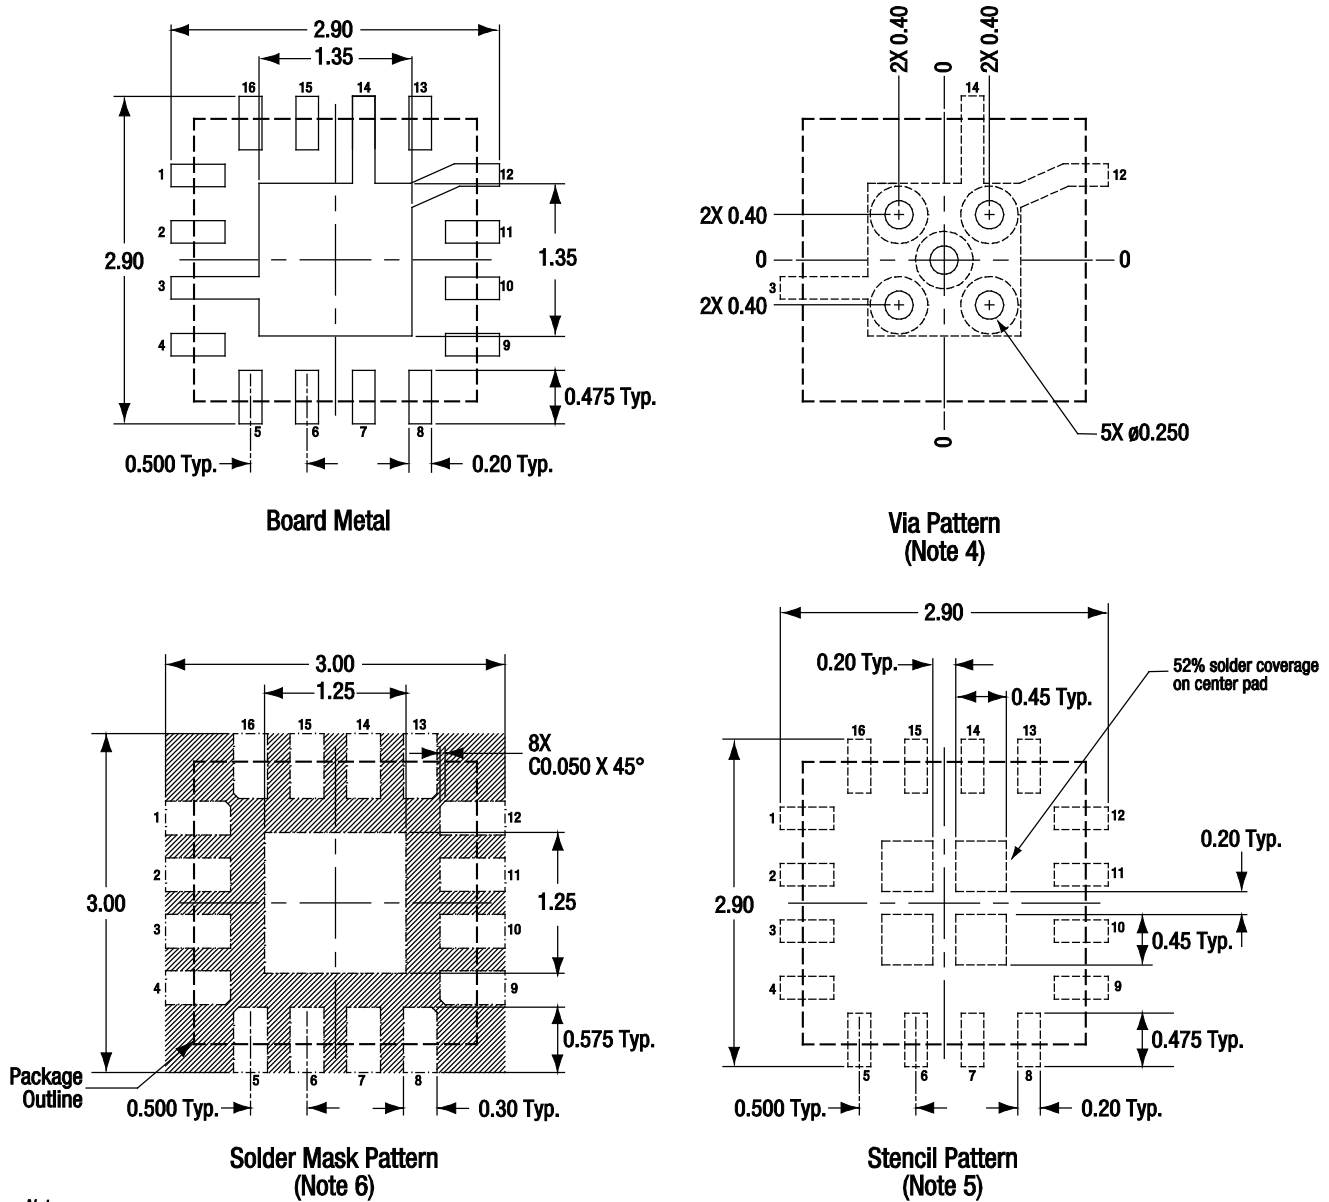 2.90
1.35
16
15
14
13
1
12
2
11
2.90
1.35
3
10
4
9
0.475 Typ.
5
6
7
8
0.500 Typ.
0.20 Typ.
Board Metal
2X 0.40
0
2X 0.40
14
12
2X 0.40
0
0
3
2X 0.40
5X ø0.250
0
Via Pattern
(Note 4)
3.00
1.25
16
15
14
13
8X
C0.050 X 45°
1
12
2
11
3.00
1.25
3
10
4
9
0.575 Typ.
Package
Outline
5
6
7
8
0.500 Typ.
0.30 Typ.
Solder Mask Pattern
(Note 6)
2.90
0.20 Typ.
52% solder coverage
on center pad
0.45 Typ.
16
15
14
13
1
12
0.20 Typ.
2
11
2.90
3
10
0.45 Typ.
4
9
0.475 Typ.
5
6
7
8
0.500 Typ.
0.20 Typ.
Stencil Pattern
(Note 5)